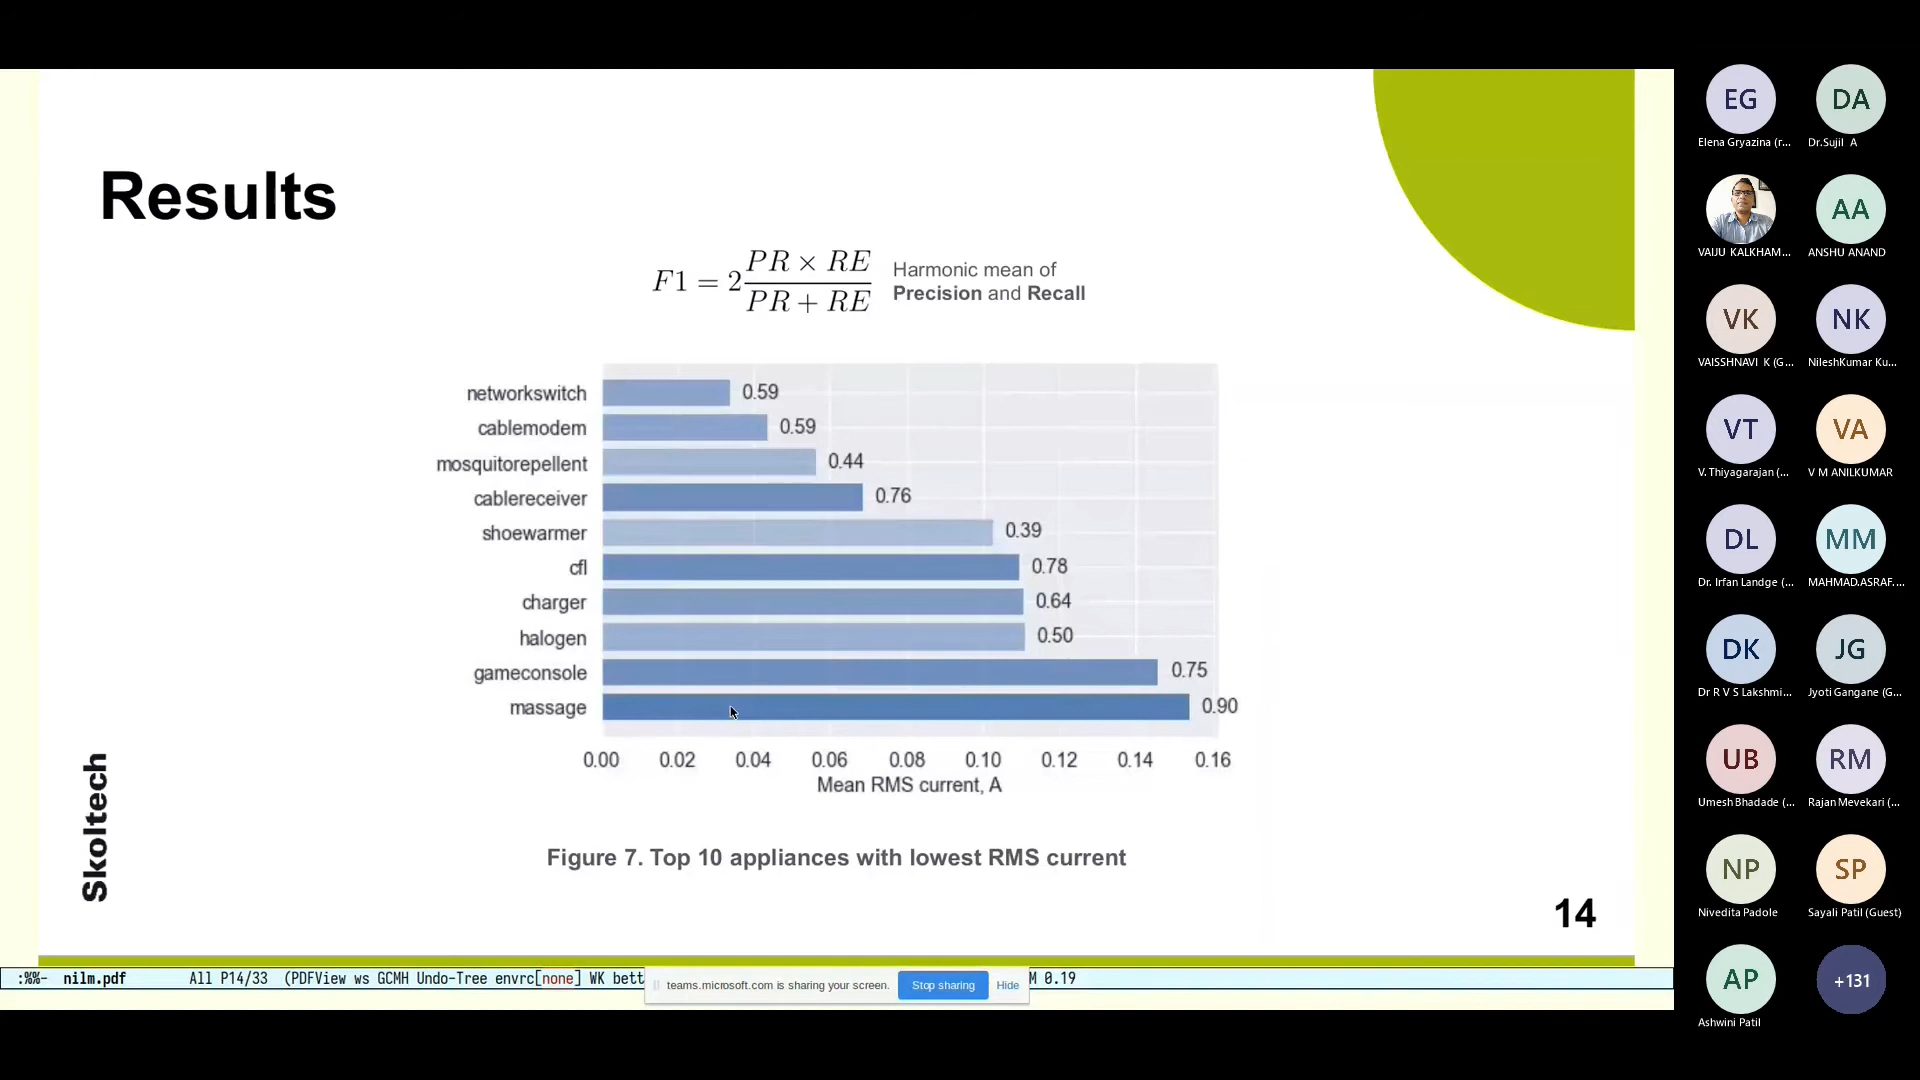 Results
F1 = 2 PR × RE / PR + RE
Harmonic mean of
Precision and Recall
networkswitch 0.59
cablemodem 0.59
mosquitorepellent 0.44
cablereceiver 0.76
shoewarmer 0.39
cfl 0.78
charger 0.64
halogen 0.50
gameconsole 0.75
massage 0.90
0.00 0.02 0.04 0.06 0.08 0.10 0.12 0.14 0.16
Mean RMS current, A
Figure 7. Top 10 appliances with lowest RMS current
Skoltech
14
:%%- nilm.pdf All P14/33 (PDFView ws GCMH Undo-Tree envrc[none] WK bett
M 0.19
teams.microsoft.com is sharing your screen. Stop sharing Hide
EG DA
Elena Gryazina (r... Dr.Sujil A
AA
VAIJU KALKHAM... ANSHU ANAND
VK NK
VAISSHNAVI K (G... NileshKumar Ku...
VT VA
V. Thiyagarajan (... V M ANILKUMAR
DL MM
Dr. Irfan Landge (... MAHMAD.ASRAF....
DK JG
Dr R V S Lakshmi... Jyoti Gangane (G...
UB RM
Umesh Bhadade (... Rajan Mevekari (...
NP SP
Nivedita Padole Sayali Patil (Guest)
AP +131
Ashwini Patil